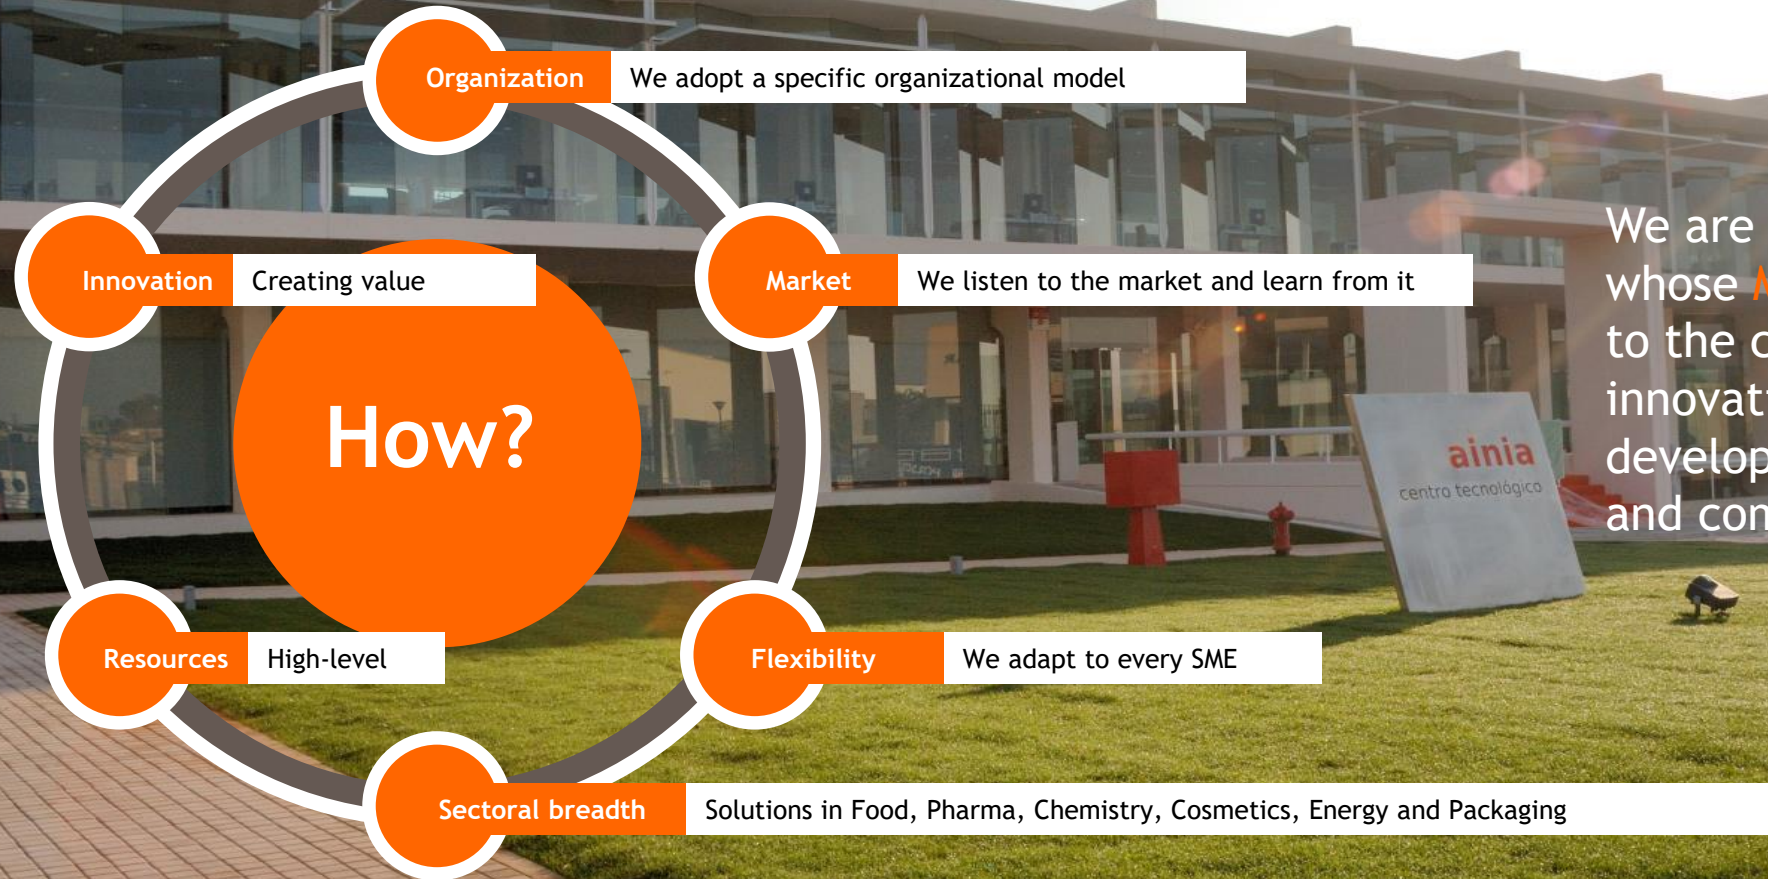 Organization We adopt a specific organizational model
Innovation Creating value
Market We listen to the market and learn from it
How?
Resources High-level
Flexibility We adapt to every SME
Sectoral breadth Solutions in Food, Pharma, Chemistry, Cosmetics, Energy and Packaging
We are
whose
to the
ainia
centro tecnológico